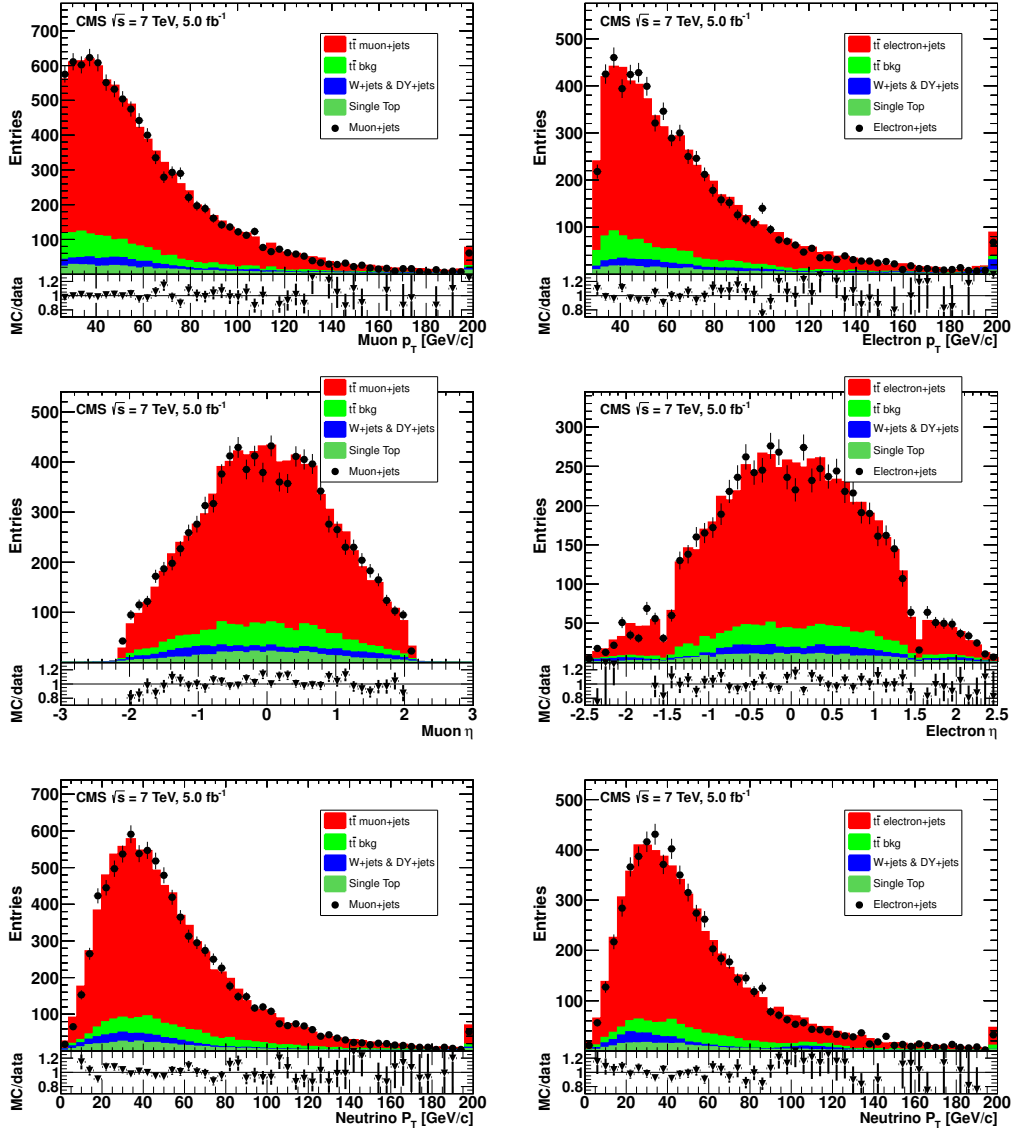 CMS √s = 7 TeV, 5.0 fb⁻¹
tt̄ muon+jets
tt̄ bkg
W+jets & DY+jets
Single Top
Muon+jets
Entries
700
600
500
400
300
200
100
MC/data
1.2
1
0.8
40 60 80 100 120 140 160 180 200
Muon p_T [GeV/c]
CMS √s = 7 TeV, 5.0 fb⁻¹
tt̄ electron+jets
tt̄ bkg
W+jets & DY+jets
Single Top
Electron+jets
Entries
500
400
300
200
100
MC/data
1.2
1
0.8
40 60 80 100 120 140 160 180 200
Electron p_T [GeV/c]
CMS √s = 7 TeV, 5.0 fb⁻¹
tt̄ muon+jets
tt̄ bkg
W+jets & DY+jets
Single Top
Muon+jets
Entries
500
400
300
200
100
MC/data
1.2
1
0.8
-3 -2 -1 0 1 2 3
Muon η
CMS √s = 7 TeV, 5.0 fb⁻¹
tt̄ electron+jets
tt̄ bkg
W+jets & DY+jets
Single Top
Electron+jets
Entries
300
250
200
150
100
50
MC/data
1.2
1
0.8
-2.5 -2 -1.5 -1 -0.5 0 0.5 1 1.5 2 2.5
Electron η
CMS √s = 7 TeV, 5.0 fb⁻¹
tt̄ muon+jets
tt̄ bkg
W+jets & DY+jets
Single Top
Muon+jets
Entries
700
600
500
400
300
200
100
MC/data
1.2
1
0.8
0 20 40 60 80 100 120 140 160 180 200
Neutrino P_T [GeV/c]
CMS √s = 7 TeV, 5.0 fb⁻¹
tt̄ electron+jets
tt̄ bkg
W+jets & DY+jets
Single Top
Electron+jets
Entries
500
400
300
200
100
MC/data
1.2
1
0.8
0 20 40 60 80 100 120 140 160 180 200
Neutrino P_T [GeV/c]